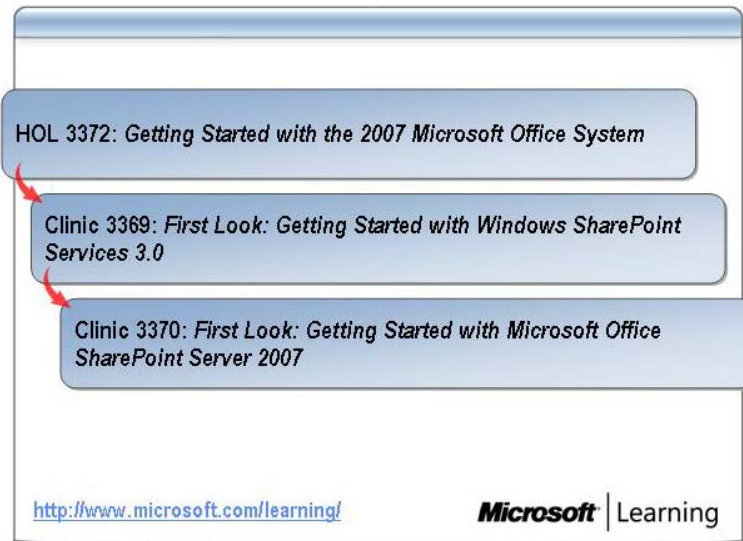 HOL 3372: Getting Started with the 2007 Microsoft Office System
Clinic 3369: First Look: Getting Started with Windows SharePoint
Services 3.0
Clinic 3370: First Look: Getting Started with Microsoft Office
SharePoint Server 2007
http://www.microsoft.com/learning/
Microsoft | Learning